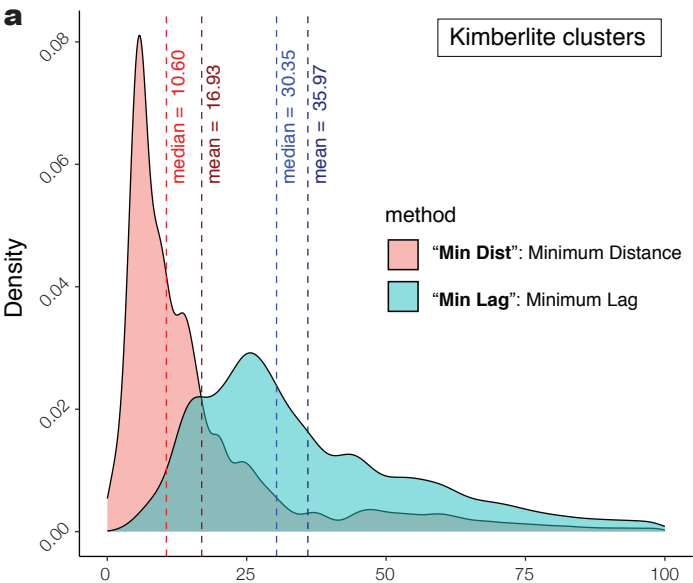 a
Kimberlite clusters
median = 10.60
mean = 16.93
median = 30.35
mean = 35.97
method
“Min Dist”: Minimum Distance
“Min Lag”: Minimum Lag
Density
0.08
0.06
0.04
0.02
0.00
0 25 50 75 100